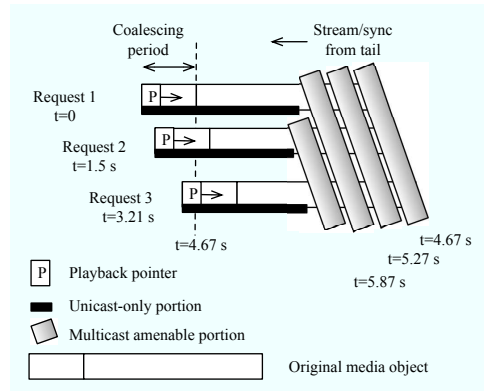 Coalescing
period
Stream/sync
from tail
Request 1
t=0
P
Request 2
t=1.5 s
P
Request 3
t=3.21 s
P
t=4.67 s
t=4.67 s
t=5.27 s
t=5.87 s
P Playback pointer
Unicast-only portion
Multicast amenable portion
Original media object